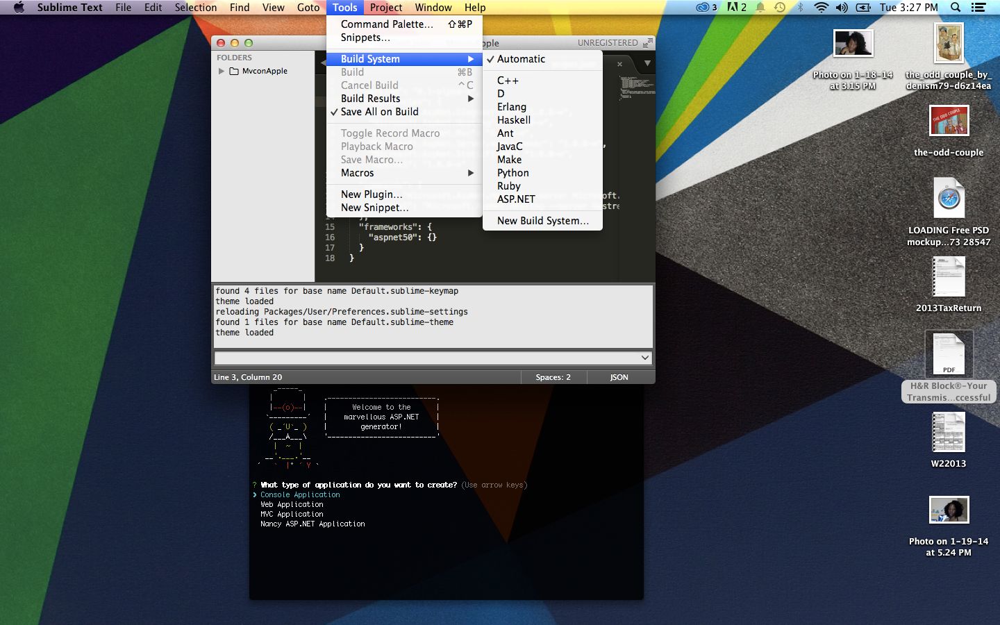 Sublime Text File Edit Selection Find View Goto Tools Project Window Help 3 2 Tue 3:27 PM
Command Palette... ⇧⌘P
Snippets...
Build System
Build ⌘B
Cancel Build ^C
Build Results
✓ Save All on Build
Toggle Record Macro
Playback Macro
Save Macro...
Macros
New Plugin...
New Snippet...
✓ Automatic
C++
D
Erlang
Haskell
Ant
JavaC
Make
Python
Ruby
ASP.NET
New Build System...
UNREGISTERED
FOLDERS
MvconApple
15 "frameworks": {
16 "aspnet50": {}
17 }
18 }
found 4 files for base name Default.sublime-keymap
theme loaded
reloading Packages/User/Preferences.sublime-settings
found 1 files for base name Default.sublime-theme
theme loaded
Line 3, Column 20 Spaces: 2 JSON
Welcome to the
marvellous ASP.NET
generator!
? What type of application do you want to create? (Use arrow keys)
❯ Console Application
Web Application
MVC Application
Nancy ASP.NET Application
Photo on 1-18-14
at 3.15 PM
the_odd_couple_by_
denism79-d6z14ea
THE ODD COUPLE
the-odd-couple
LOADING Free PSD
mockup...73 28547
2013TaxReturn
PDF
H&R Block®-Your
Transmis...ccessful
W22013
Photo on 1-19-14
at 5.24 PM